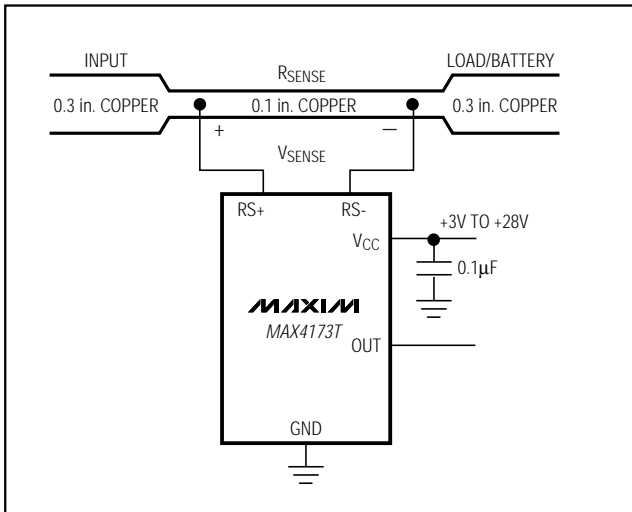 INPUT
RSENSE
LOAD/BATTERY
0.3 in. COPPER
0.1 in. COPPER
0.3 in. COPPER
+
—
VSENSE
RS+
RS-
+3V TO +28V
VCC
0.1µF
MAXIM
MAX4173T
OUT
GND